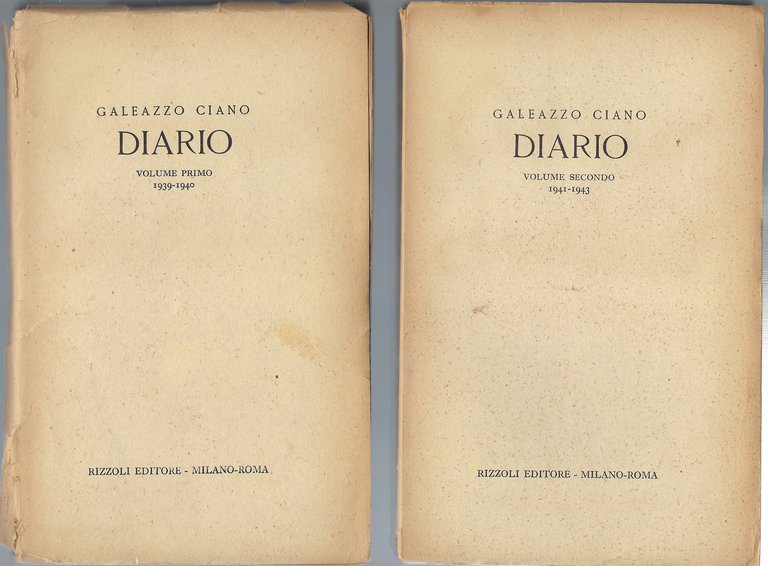 GALEAZZO CIANO
DIARIO
VOLUME PRIMO
1939-1940
RIZZOLI EDITORE - MILANO-ROMA
GALEAZZO CIANO
DIARIO
VOLUME SECONDO
1941-1943
RIZZOLI EDITORE - MILANO-ROMA